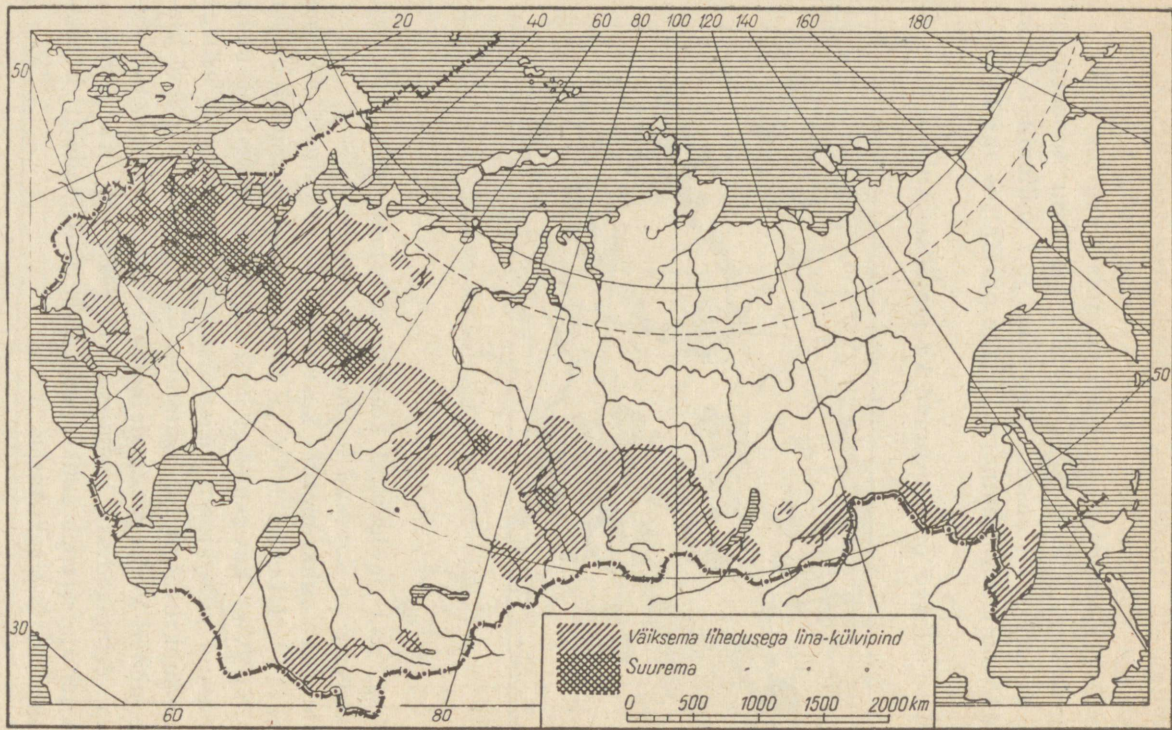 20 40 60 80 100 120 140 160 180
50
50
30
60 80
Väiksema tihedusega lina-külvipind
Suurema - " - " - "
0 500 1000 1500 2000 km